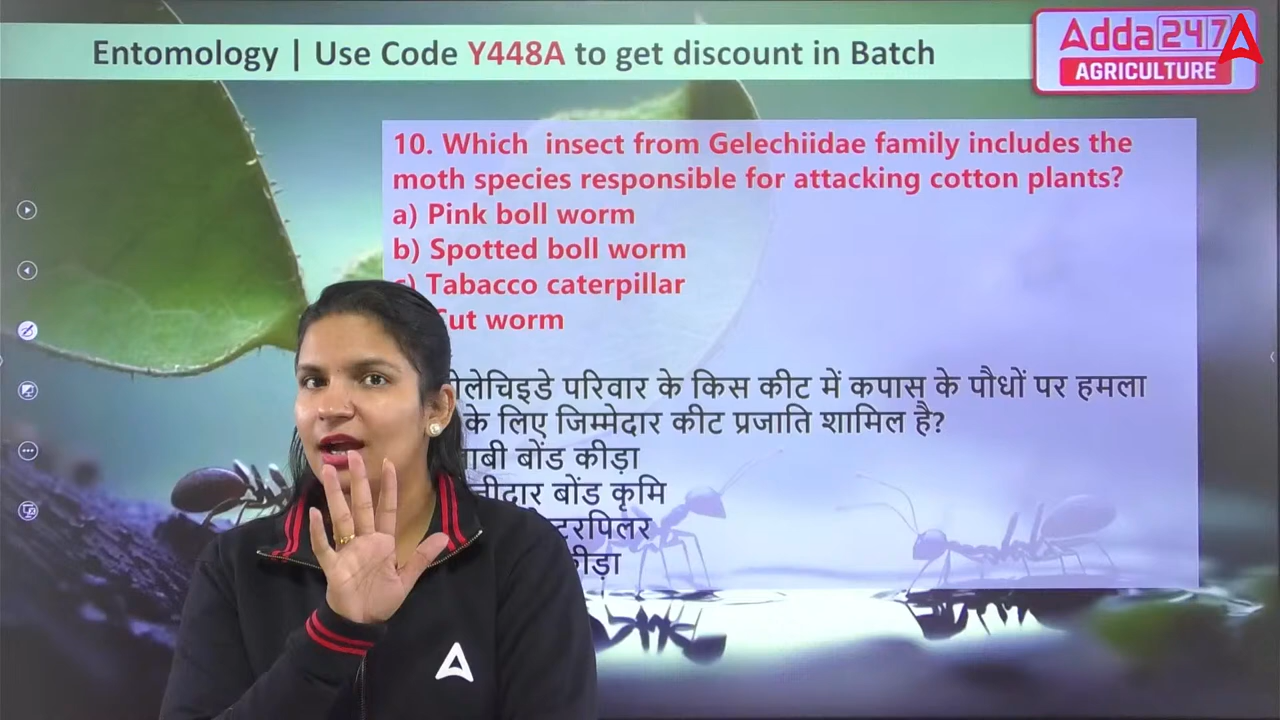 Entomology | Use Code Y448A to get discount in Batch
Adda247
AGRICULTURE
10. Which insect from Gelechiidae family includes the
moth species responsible for attacking cotton plants?
a) Pink boll worm
b) Spotted boll worm
c) Tabacco caterpillar
worm
परिवार के किस कीट में कपास के पौधों पर हमला
के लिए जिम्मेदार कीट प्रजाति शामिल है?
बोंड कीड़ा
बोंड कृमि